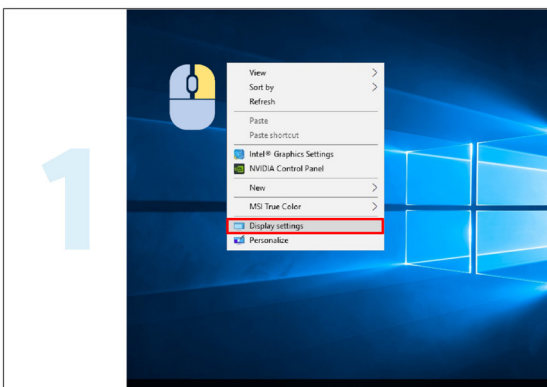 1
View
Sort by
Refresh
Paste
Paste shortcut
Intel® Graphics Settings
NVIDIA Control Panel
New
MSI True Color
Display settings
Personalize